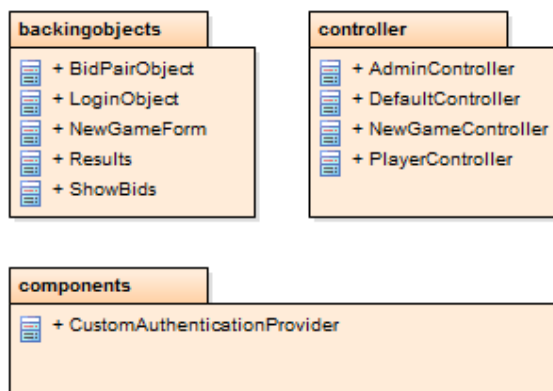 backingobjects
+ BidPairObject
+ LoginObject
+ NewGameForm
+ Results
+ ShowBids
controller
+ AdminController
+ DefaultController
+ NewGameController
+ PlayerController
components
+ CustomAuthenticationProvider